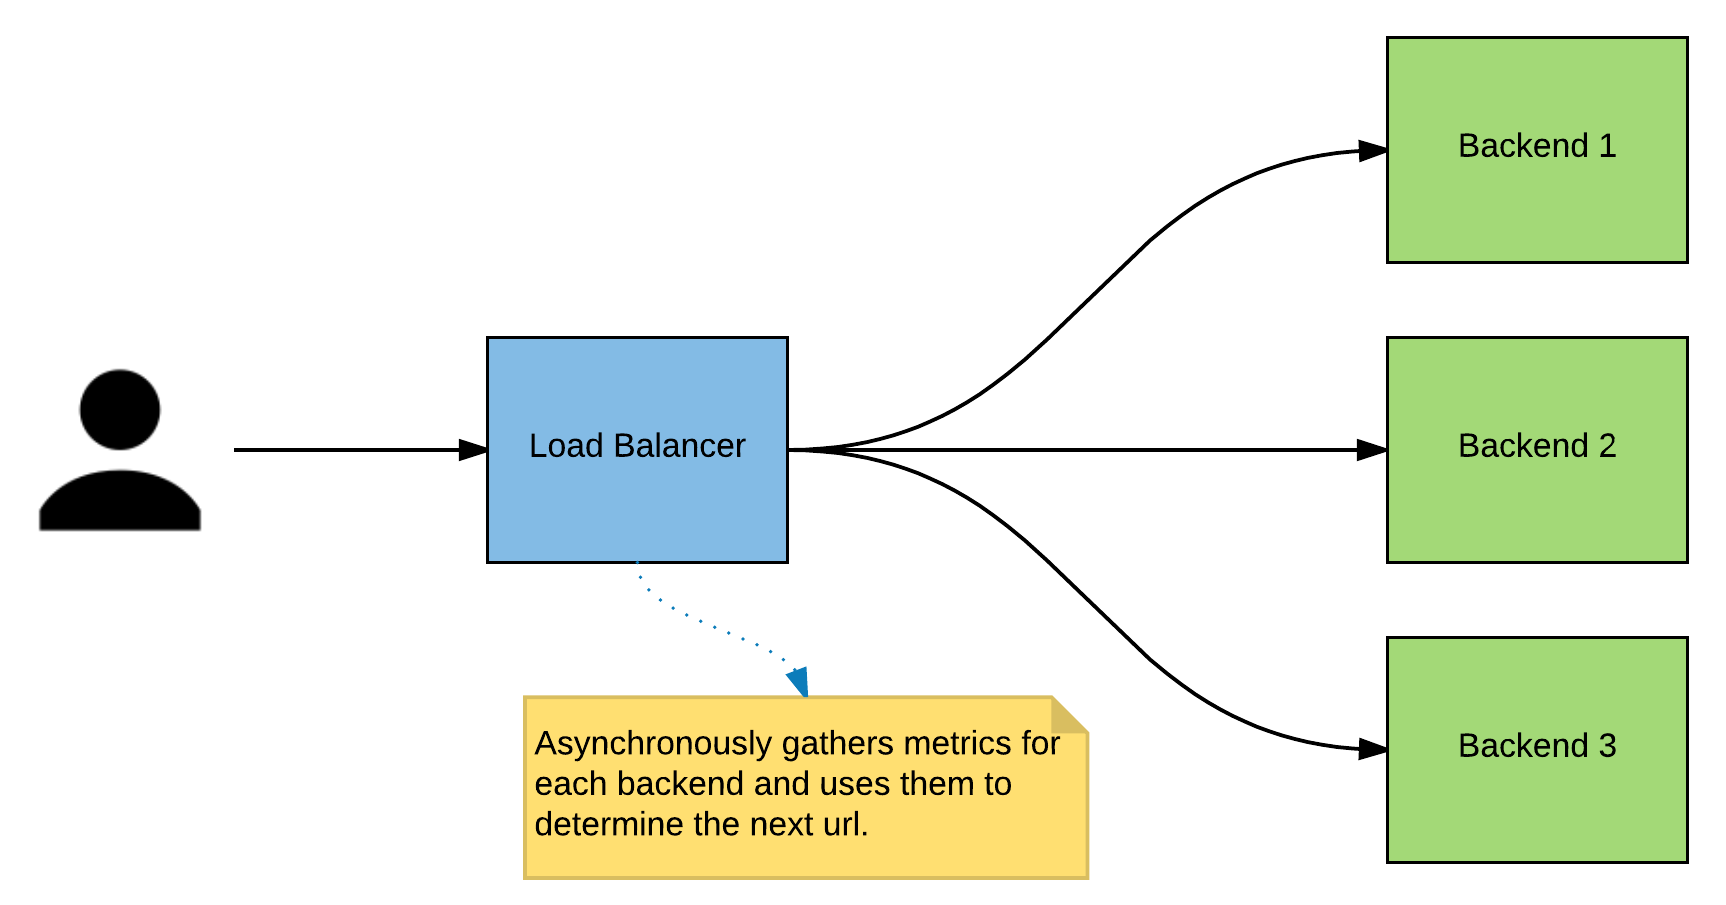 Backend 1
Load Balancer
Backend 2
Asynchronously gathers metrics for
each backend and uses them to
determine the next url.
Backend 3